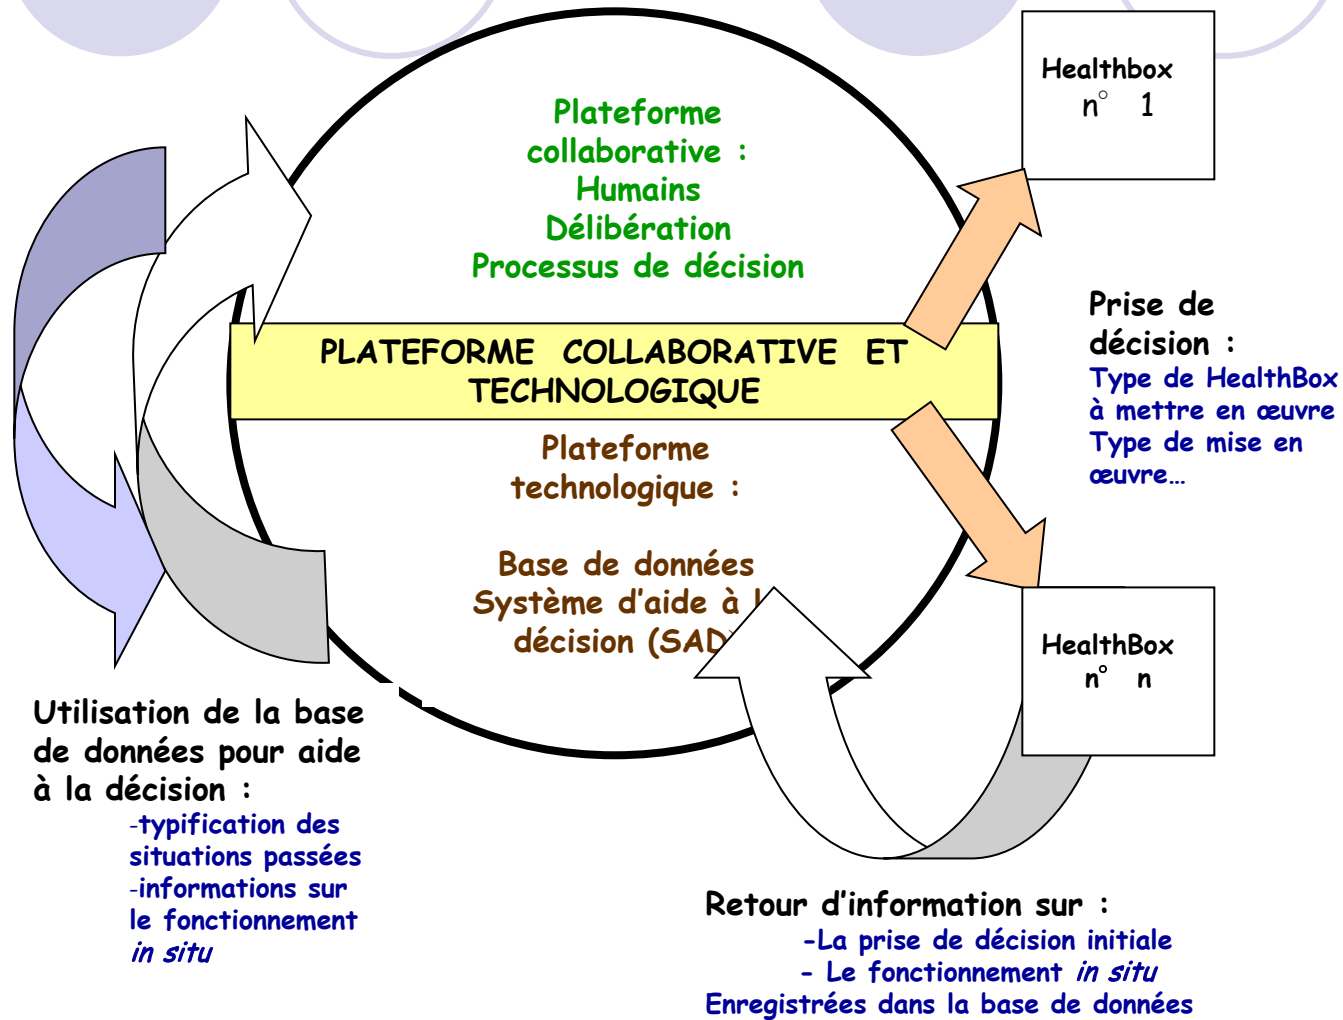 Healthbox
n° 1
Plateforme
collaborative :
Humains
Délibération
Processus de décision
PLATEFORME COLLABORATIVE ET
TECHNOLOGIQUE
Prise de
décision :
Type de HealthBox
à mettre en œuvre
Type de mise en
œuvre…
Plateforme
technologique :
Base de données
Système d'aide à
décision (SAD)
HealthBox
n° n
Utilisation de la base
de données pour aide
à la décision :
-typification des
situations passées
-informations sur
le fonctionnement
in situ
Retour d'information sur :
-La prise de décision initiale
- Le fonctionnement in situ
Enregistrées dans la base de données